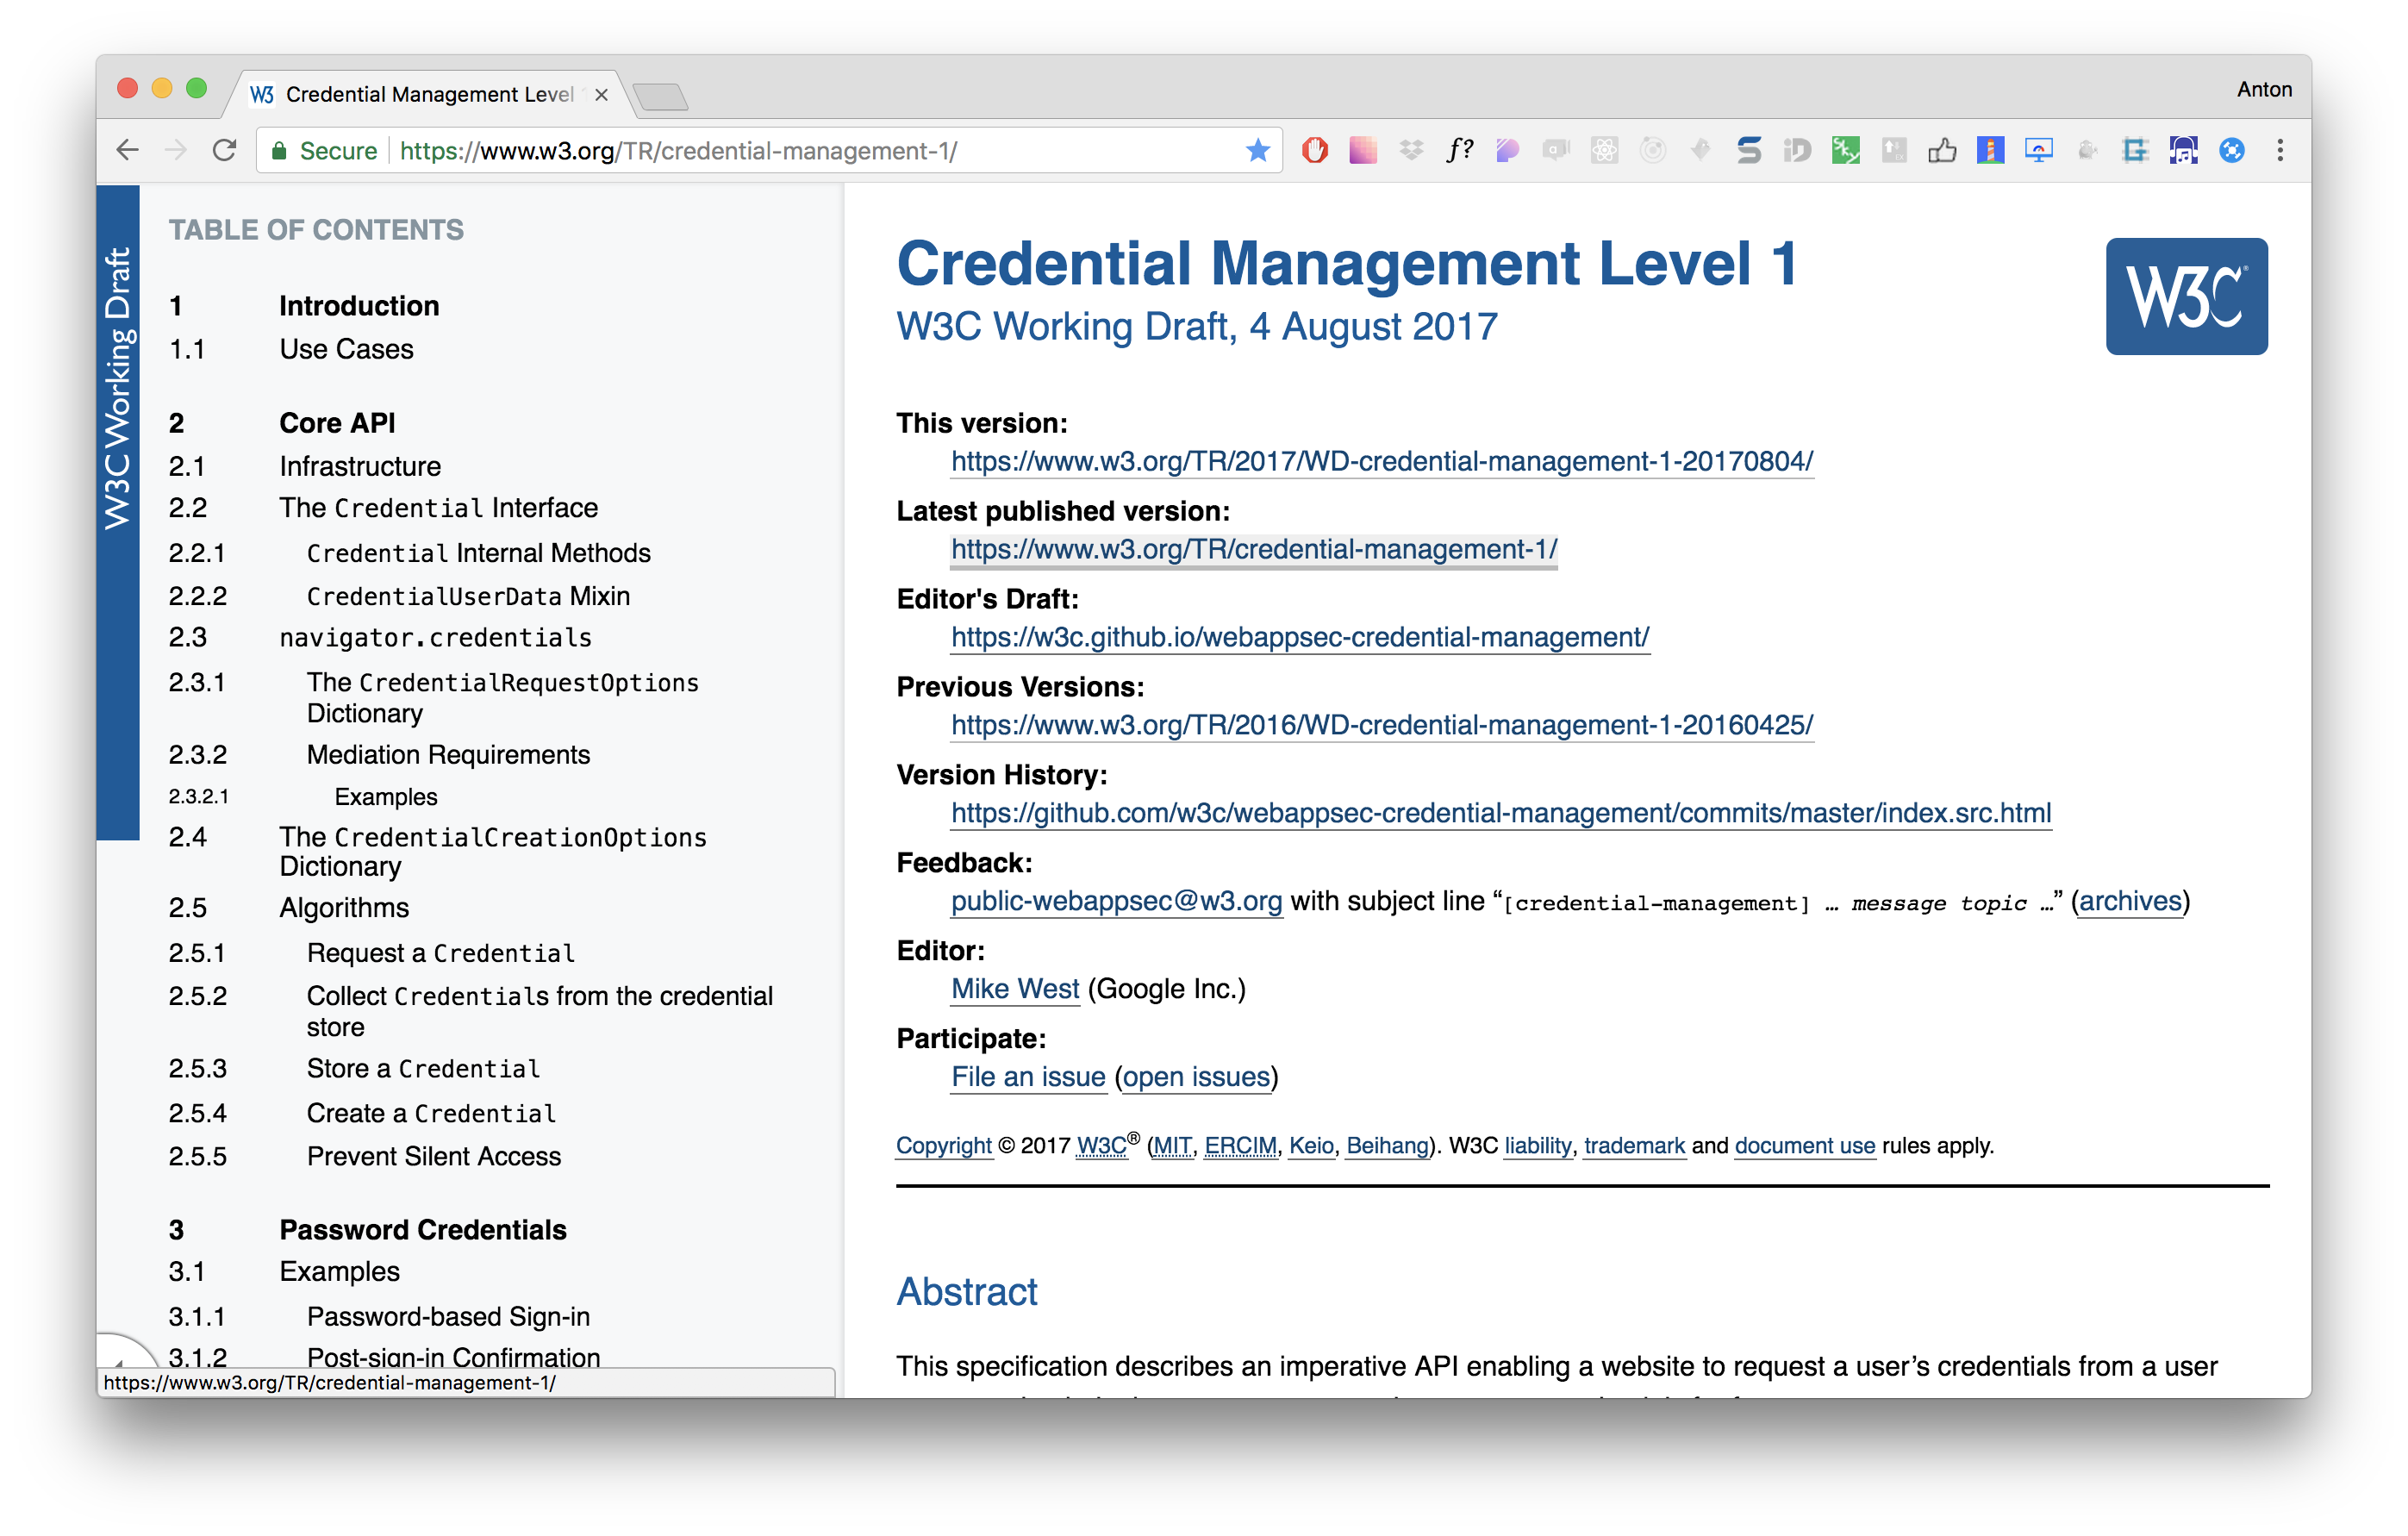 Credential Management Level 1
Anton
Secure
https://www.w3.org/TR/credential-management-1/
W3C Working Draft
TABLE OF CONTENTS
1 Introduction
1.1 Use Cases
2 Core API
2.1 Infrastructure
2.2 The Credential Interface
2.2.1 Credential Internal Methods
2.2.2 CredentialUserData Mixin
2.3 navigator.credentials
2.3.1 The CredentialRequestOptions
Dictionary
2.3.2 Mediation Requirements
2.3.2.1 Examples
2.4 The CredentialCreationOptions
Dictionary
2.5 Algorithms
2.5.1 Request a Credential
2.5.2 Collect Credentials from the credential
store
2.5.3 Store a Credential
2.5.4 Create a Credential
2.5.5 Prevent Silent Access
3 Password Credentials
3.1 Examples
3.1.1 Password-based Sign-in
3.1.2 Post-sign-in Confirmation
https://www.w3.org/TR/credential-management-1/
Credential Management Level 1
W3C
W3C Working Draft, 4 August 2017
This version:
https://www.w3.org/TR/2017/WD-credential-management-1-20170804/
Latest published version:
https://www.w3.org/TR/credential-management-1/
Editor's Draft:
https://w3c.github.io/webappsec-credential-management/
Previous Versions:
https://www.w3.org/TR/2016/WD-credential-management-1-20160425/
Version History:
https://github.com/w3c/webappsec-credential-management/commits/master/index.src.html
Feedback:
public-webappsec@w3.org with subject line “[credential-management] … message topic …” (archives)
Editor:
Mike West (Google Inc.)
Participate:
File an issue (open issues)
Copyright © 2017 W3C® (MIT, ERCIM, Keio, Beihang). W3C liability, trademark and document use rules apply.
Abstract
This specification describes an imperative API enabling a website to request a user’s credentials from a user